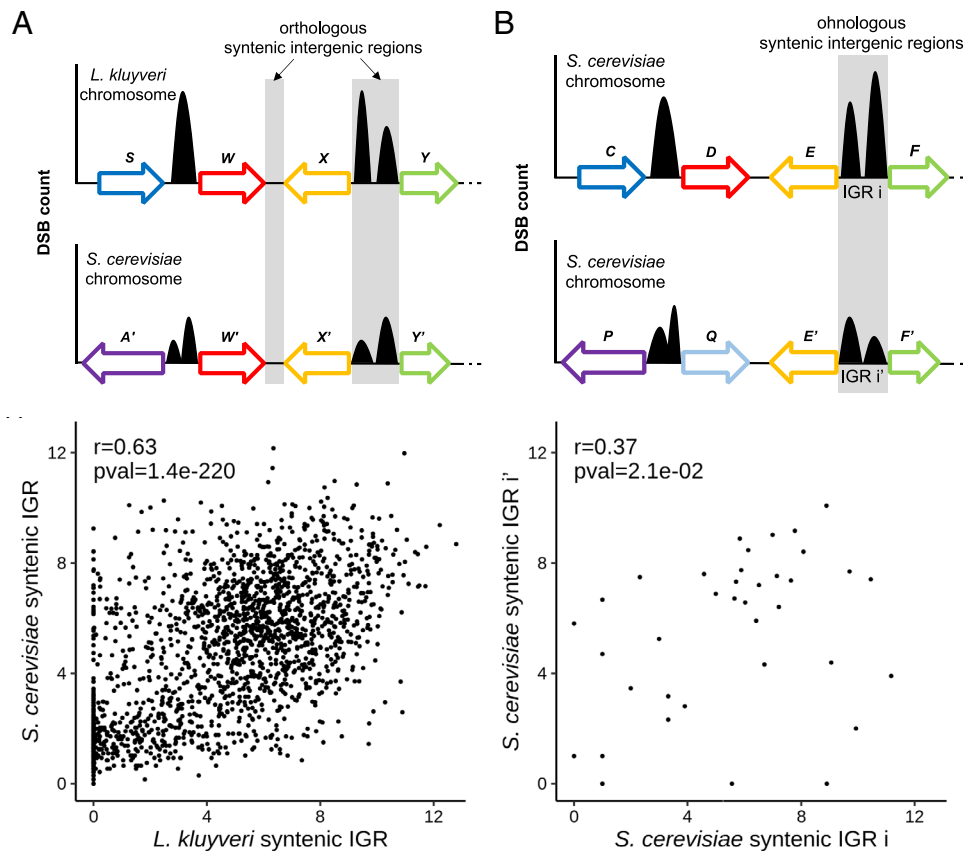 A
orthologous
syntenic intergenic regions
L. kluyveri
chromosome
S
W
X
Y
DSB count
S. cerevisiae
chromosome
A'
W'
X'
Y'
B
ohnologous
syntenic intergenic regions
S. cerevisiae
chromosome
C
D
E
F
IGR i
DSB count
S. cerevisiae
chromosome
P
Q
E'
F'
IGR i'
r=0.63
pval=1.4e-220
S. cerevisiae syntenic IGR
12
8
4
0
0
4
8
12
L. kluyveri syntenic IGR
r=0.37
pval=2.1e-02
S. cerevisiae syntenic IGR i'
12
8
4
0
0
4
8
12
S. cerevisiae syntenic IGR i